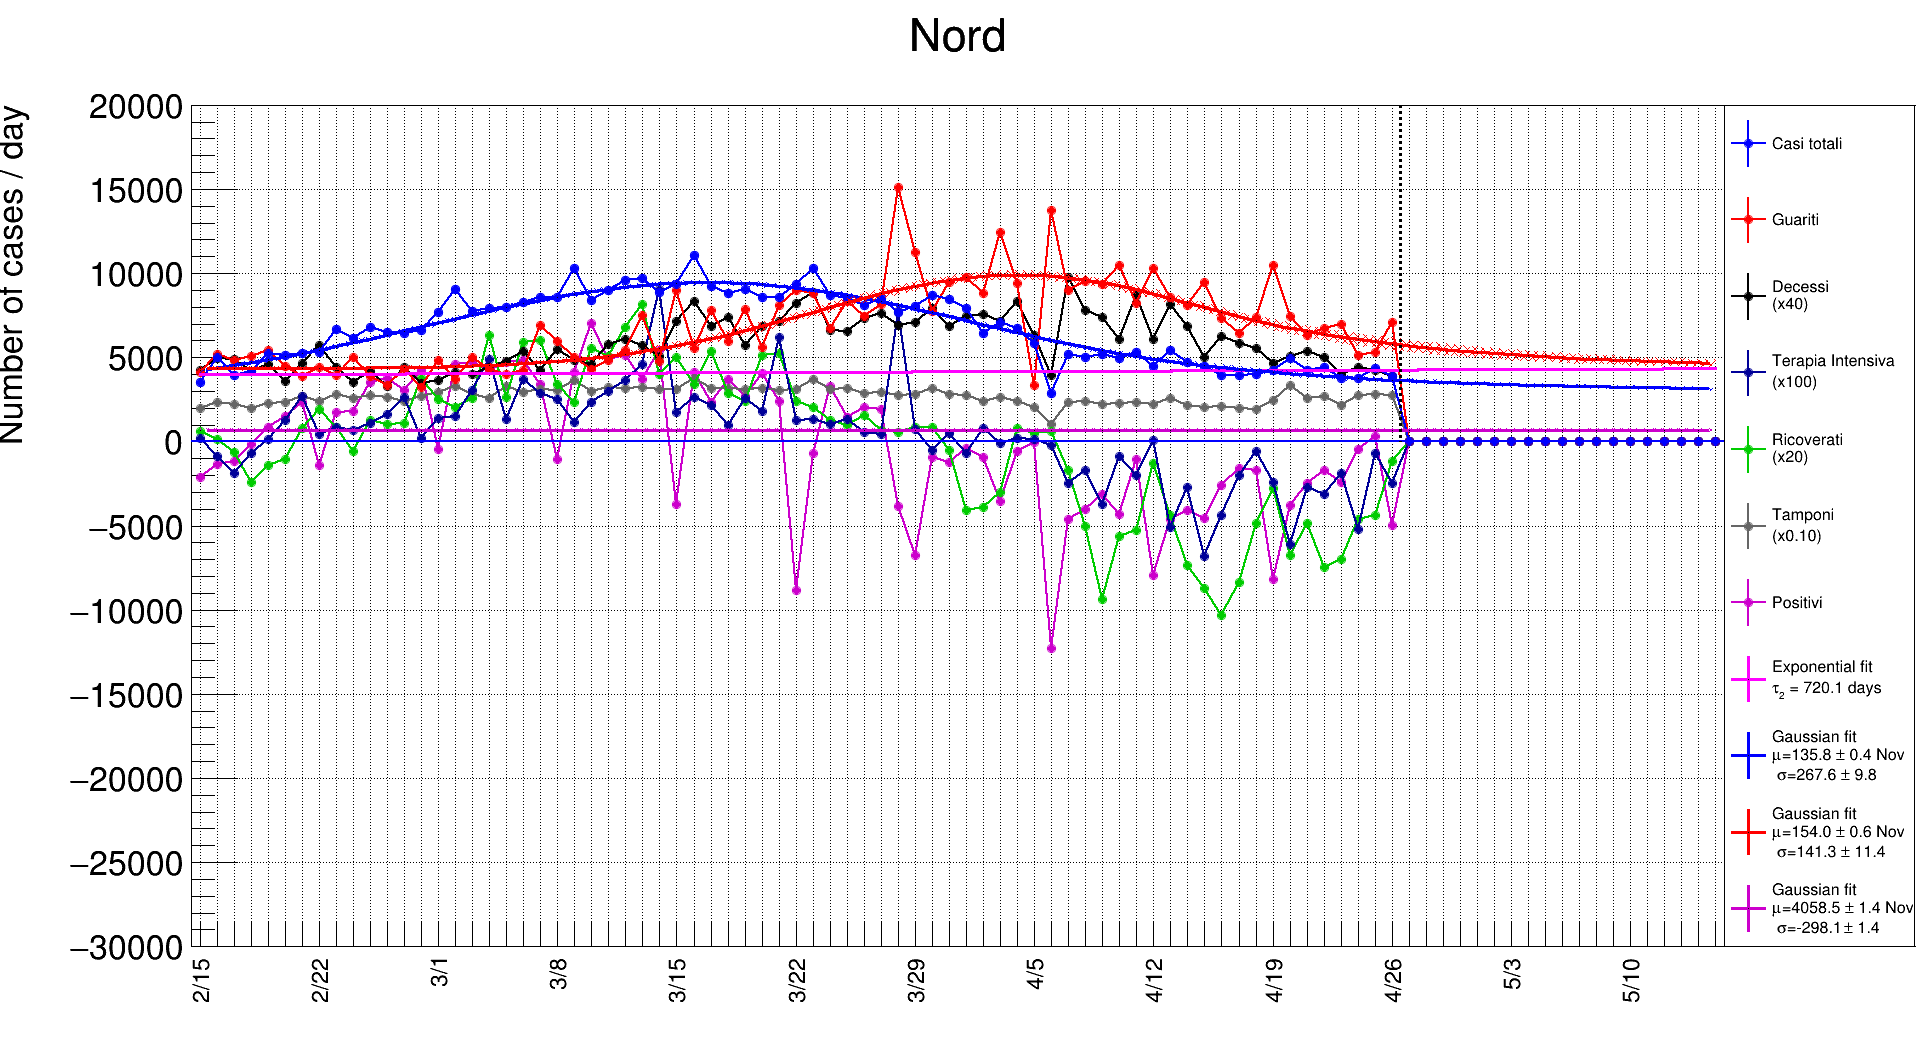 Nord
Number of cases / day
20000
15000
10000
5000
0
−5000
−10000
−15000
−20000
−25000
−30000
2/15
2/22
3/1
3/8
3/15
3/22
3/29
4/5
4/12
4/19
4/26
5/3
5/10
Casi totali
Guariti
Decessi
(x40)
Terapia Intensiva
(x100)
Ricoverati
(x20)
Tamponi
(x0.10)
Positivi
Exponential fit
τ2 = 720.1 days
Gaussian fit
μ=135.8 ± 0.4 Nov
σ=267.6 ± 9.8
Gaussian fit
μ=154.0 ± 0.6 Nov
σ=141.3 ± 11.4
Gaussian fit
μ=4058.5 ± 1.4 Nov
σ=-298.1 ± 1.4